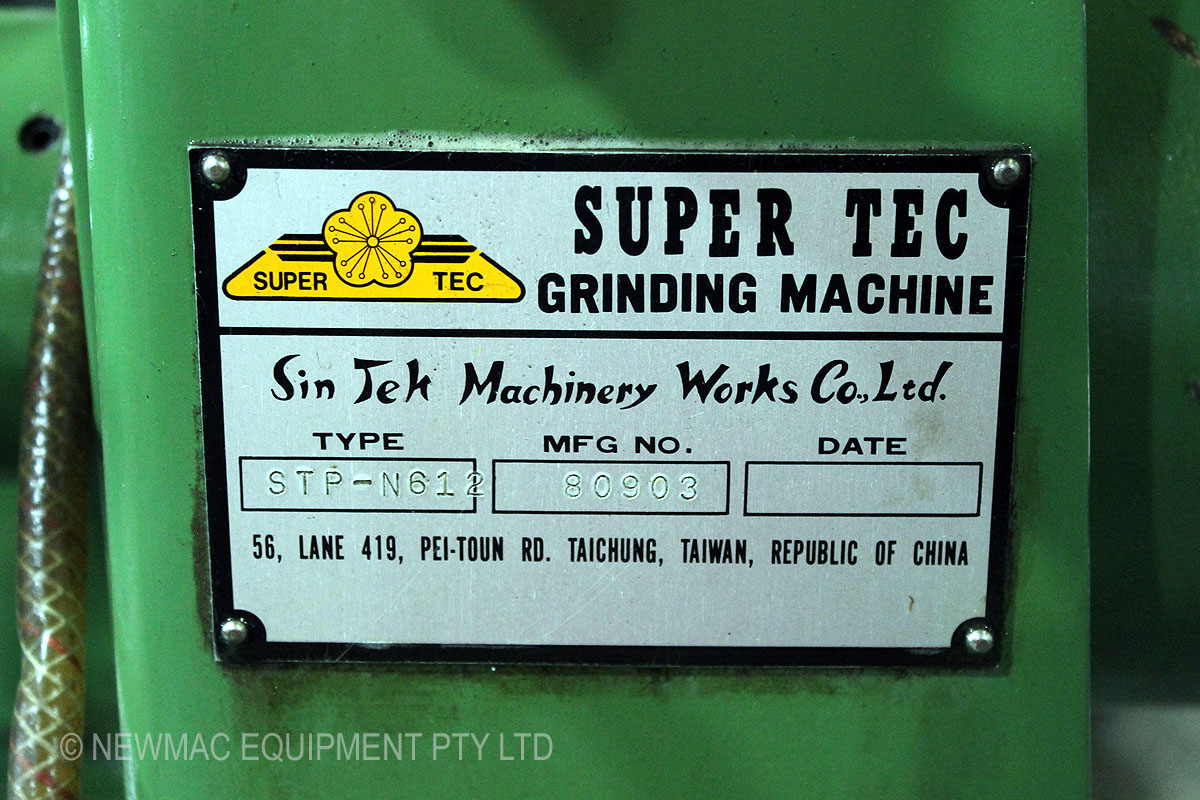 SUPER TEC
SUPER TEC
GRINDING MACHINE
Sin Tek Machinery Works Co., Ltd.
TYPE MFG NO. DATE
STP-N612 80903
56, LANE 419, PEI-TOUN RD. TAICHUNG, TAIWAN, REPUBLIC OF CHINA
© NEWMAC EQUIPMENT PTY LTD